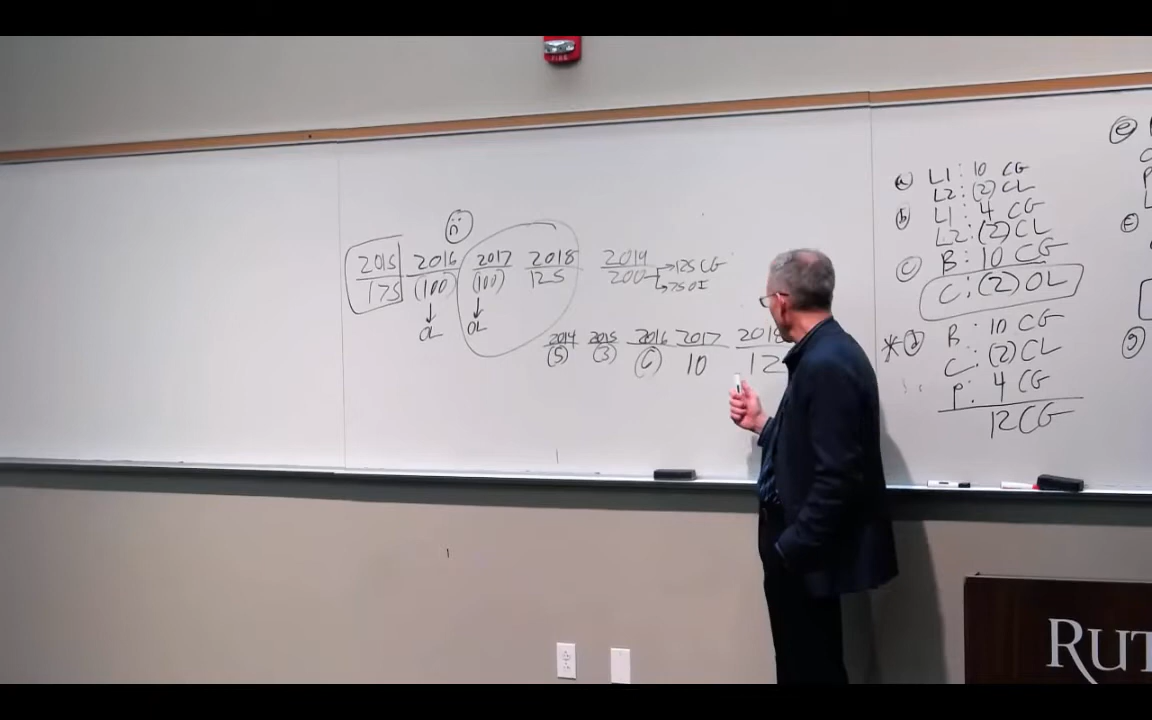 2015 2016 2017 2018 2019
175 (100) (100) 125 200 → 125 CG
↓ ↓ ↳ 75 OI
OL OL
2014 2015 2016 2017 2018
(5) (3) (6) 10 12
(a) L1: 10 CG
L2: (2) CL
(b) L1: 4 CG
L2: (2) CL
(c) B: 10 CG
C: (2) OL
* (d) B: 10 CG
C: (2) CL
P: 4 CG
12 CG
(e)
(g)
FIRE
RUT